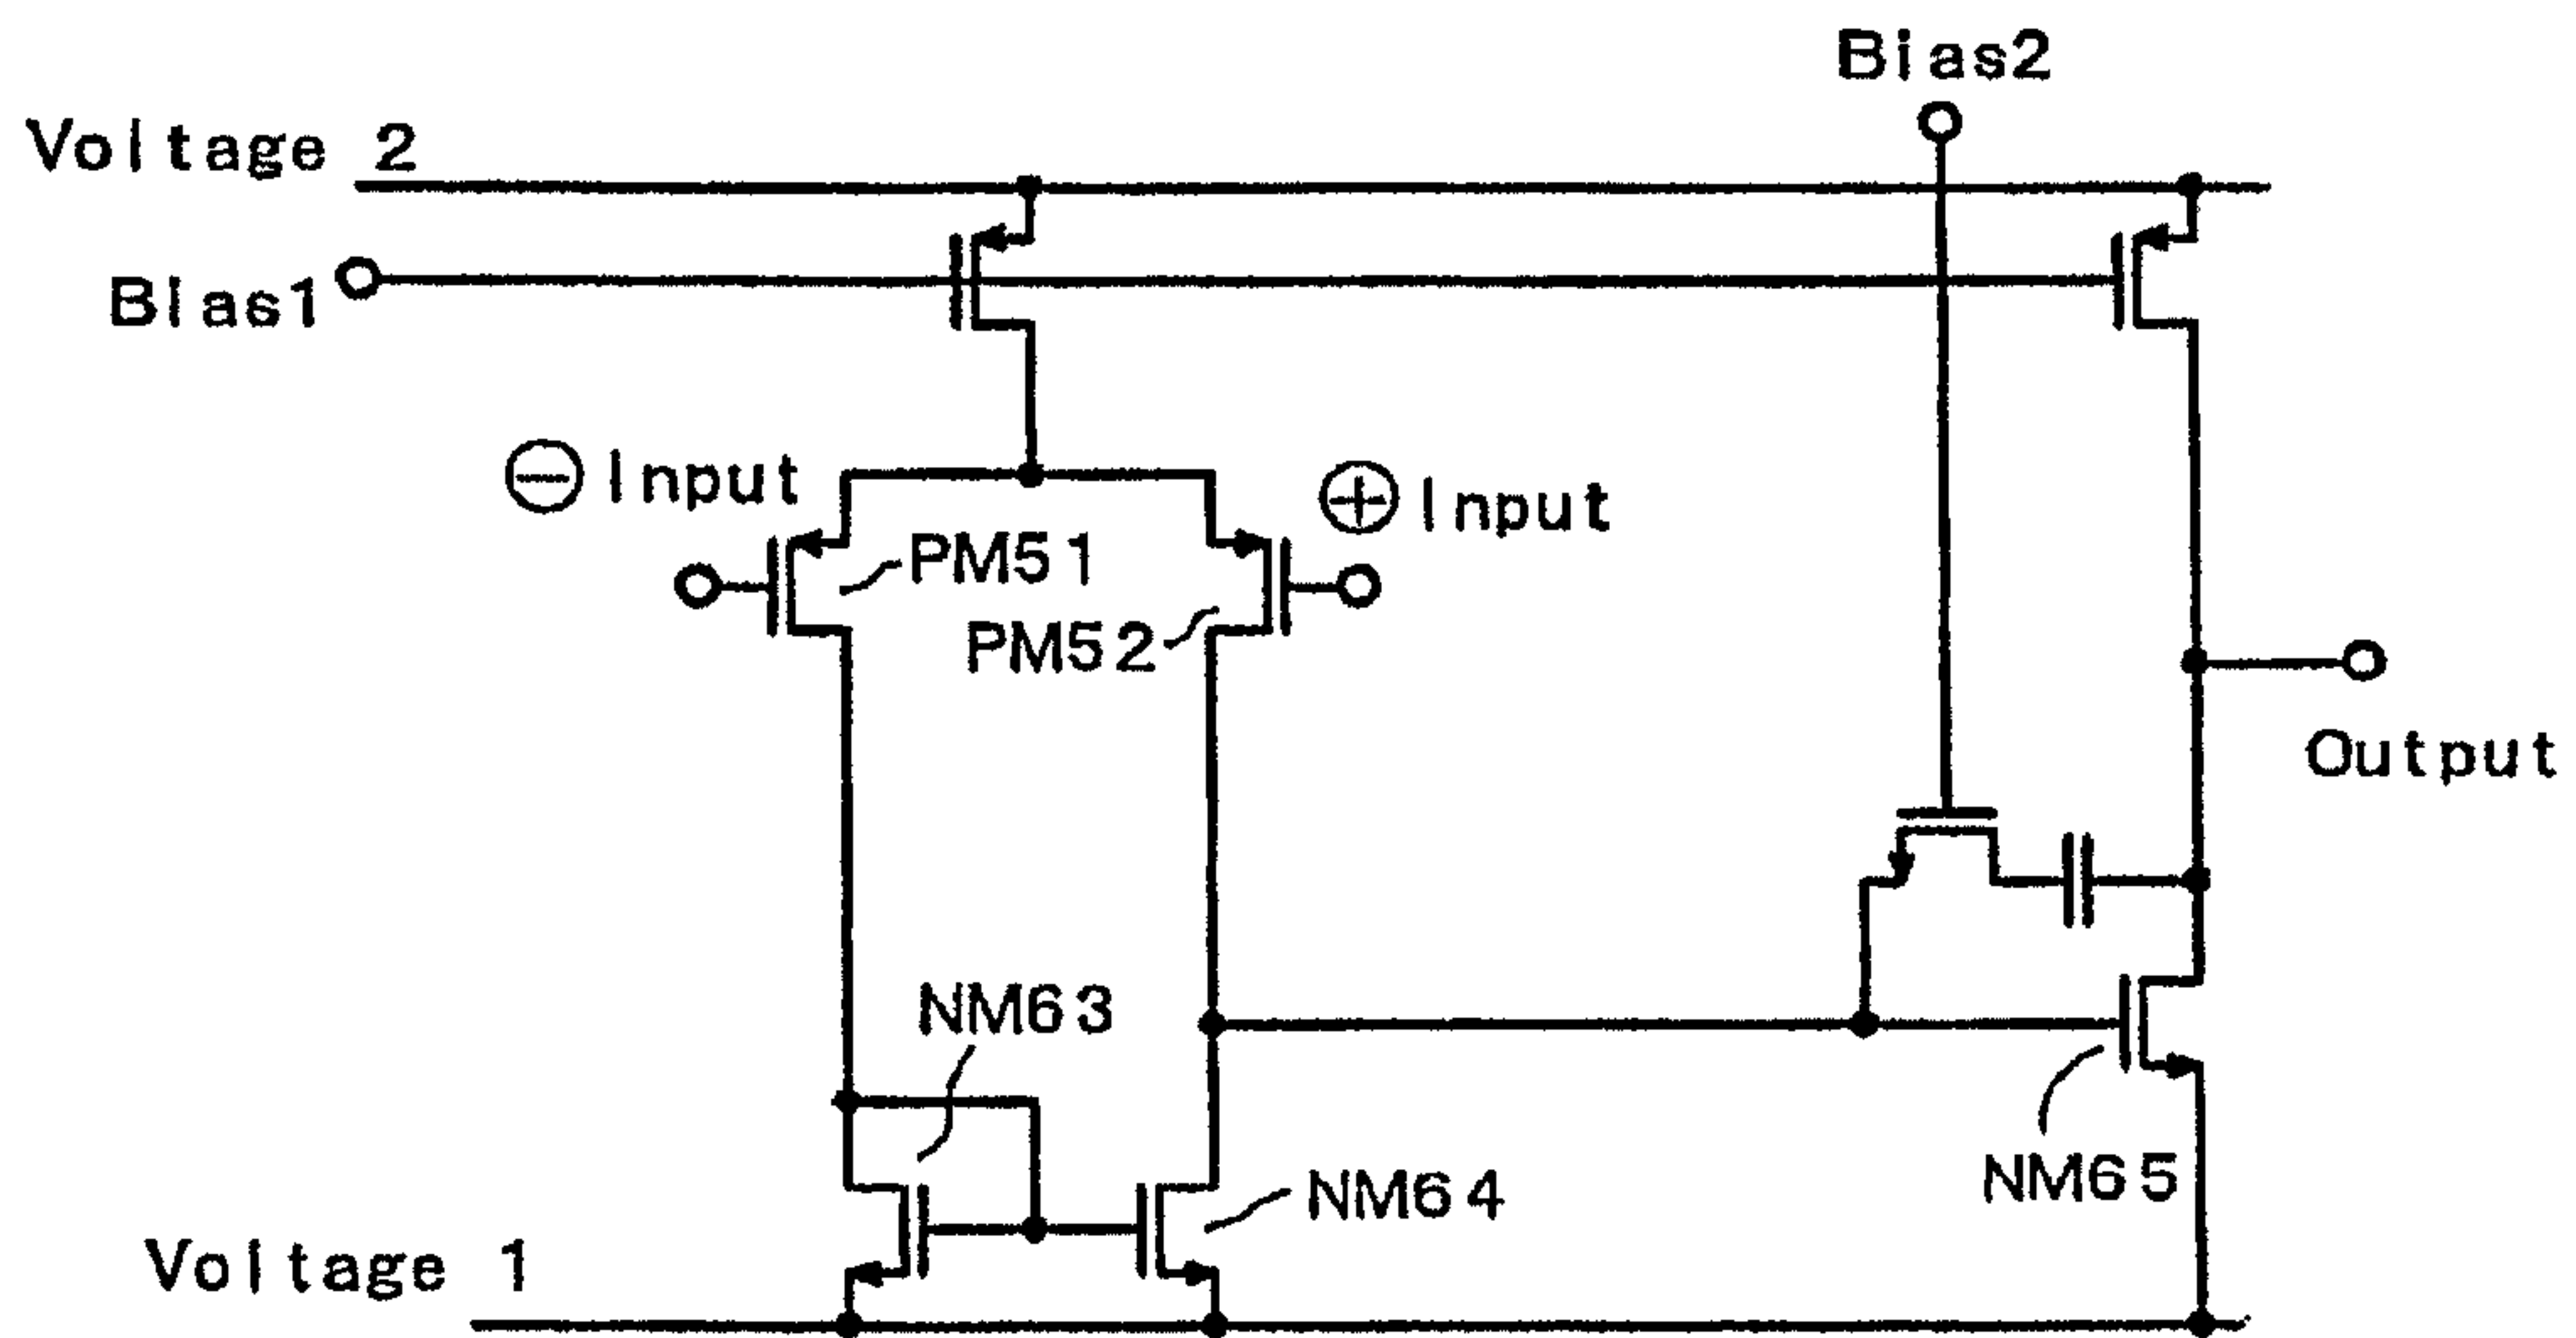 Bias2
Voltage 2
Bias1
⊖ Input
⊕ Input
PM51
PM52
Output
NM63
NM64
NM65
Voltage 1